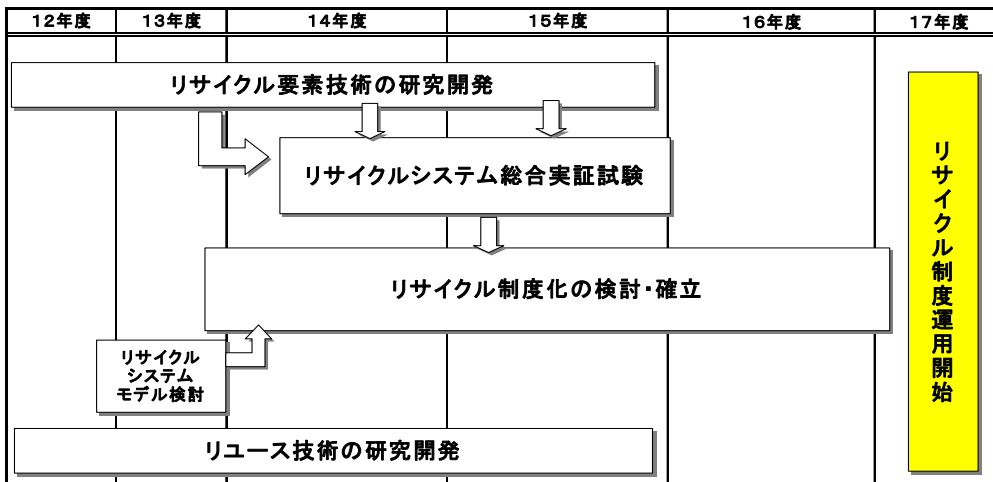 12年度 13年度 14年度 15年度 16年度 17年度
リサイクル要素技術の研究開発
リサイクルシステム総合実証試験
リサイクル制度化の検討・確立
リサイクル
システム
モデル検討
リユース技術の研究開発
リサイクル制度運用開始